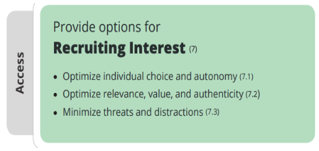 Access
Provide options for
Recruiting Interest (7)
• Optimize individual choice and autonomy (7.1)
• Optimize relevance, value, and authenticity (7.2)
• Minimize threats and distractions (7.3)